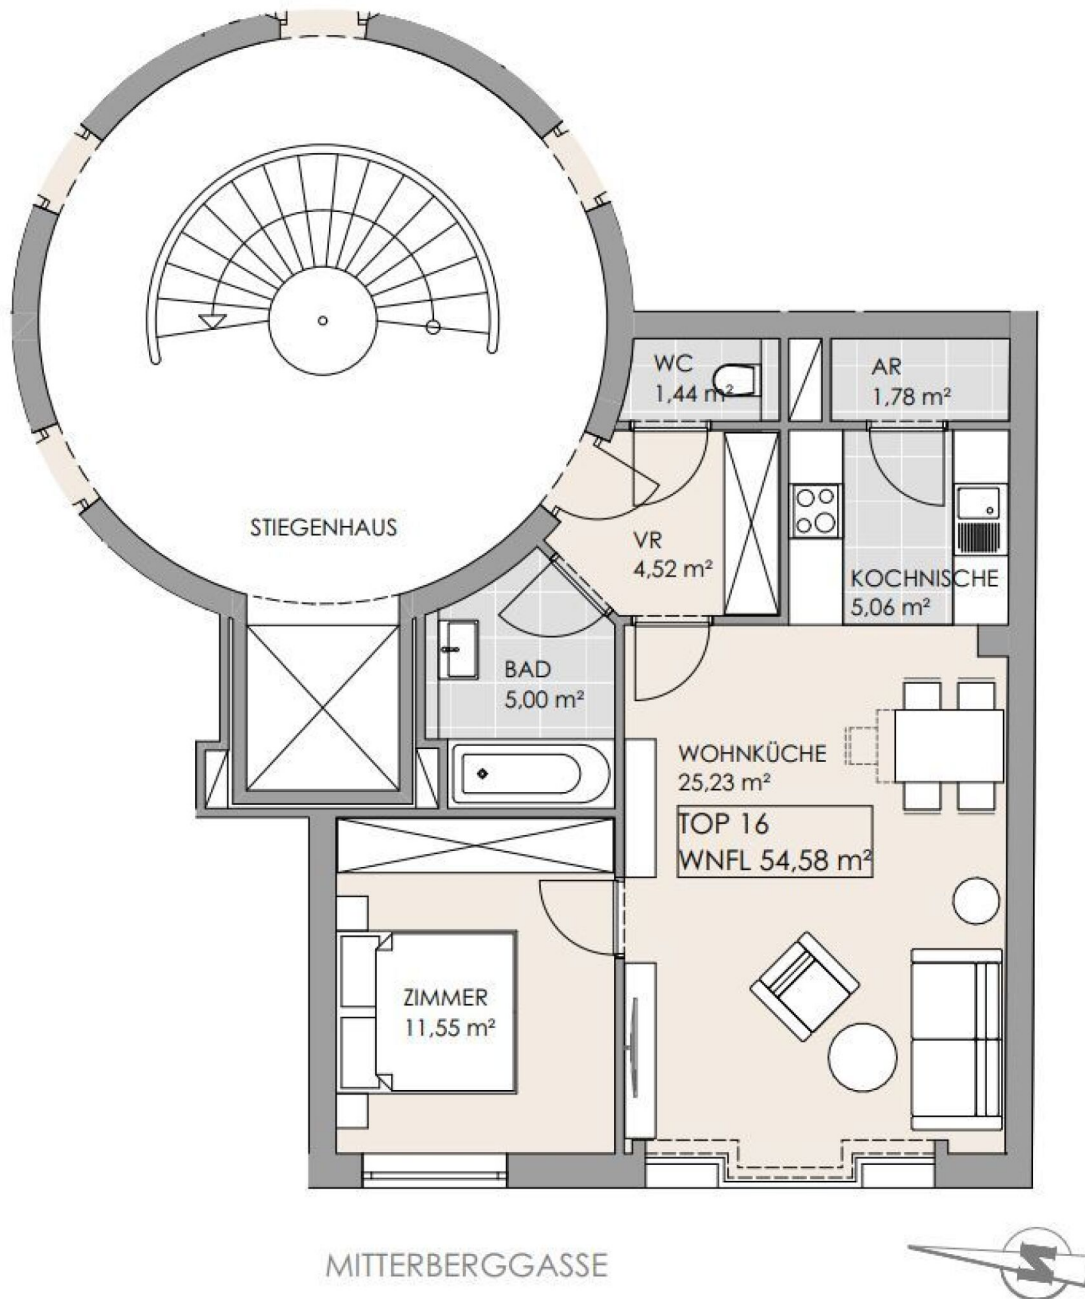 WC
1,44 m²
AR
1,78 m²
STIEGENHAUS
VR
4,52 m²
KOCHNISCHE
5,06 m²
BAD
5,00 m²
WOHNKÜCHE
25,23 m²
TOP 16
WNFL 54,58 m²
ZIMMER
11,55 m²
MITTERBERGGASSE
N